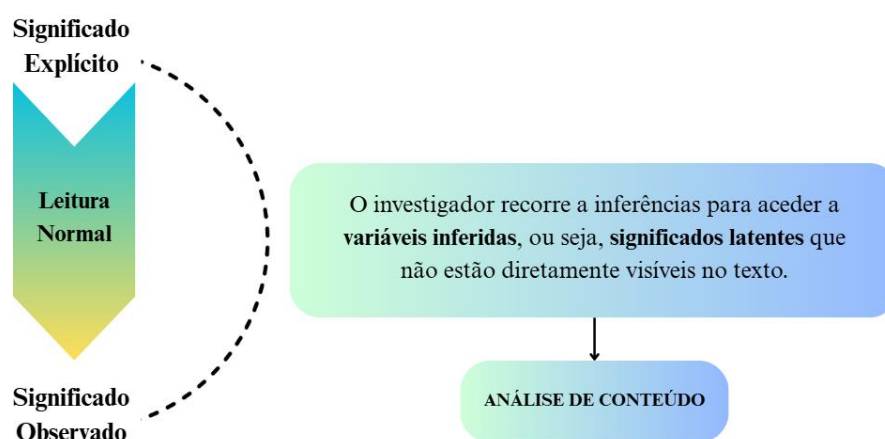 Significado
Explícito
Leitura
Normal
Significado
Observado
O investigador recorre a inferências para aceder a
variáveis inferidas, ou seja, significados latentes que
não estão diretamente visíveis no texto.
ANÁLISE DE CONTEÚDO